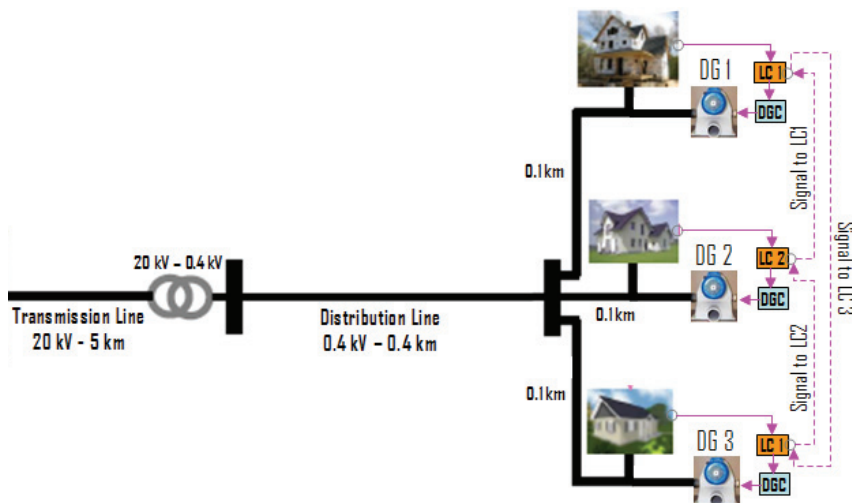 DG 1
LC 1
DGC
0.1km
Signal to LC1
Signal to LC 3
20 kV – 0.4 kV
DG 2
LC 2
DGC
Transmission Line
20 kV - 5 km
Distribution Line
0.4 kV – 0.4 km
0.1km
Signal to LC2
0.1km
DG 3
LC 1
DGC